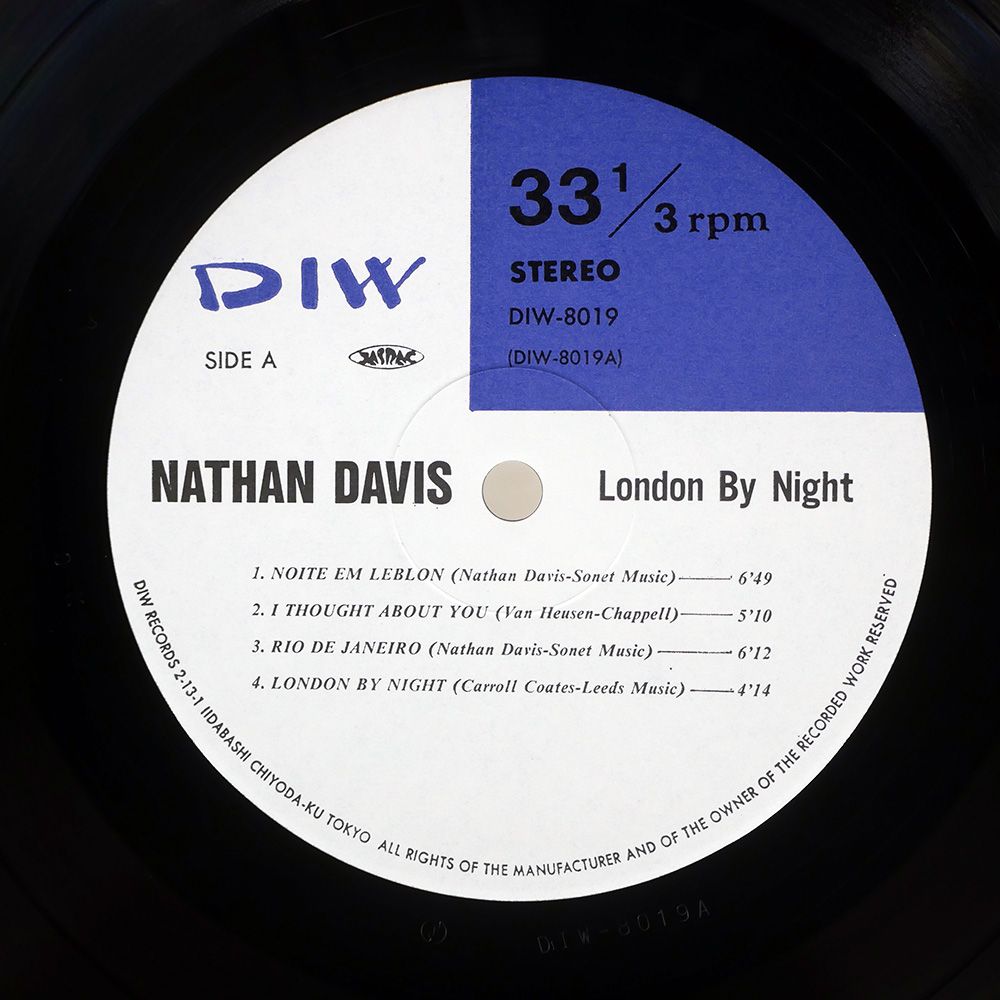 33 1/3 rpm
STEREO
DIW-8019
(DIW-8019A)
DIW
SIDE A
JASRAC
NATHAN DAVIS
London By Night
1. NOITE EM LEBLON (Nathan Davis-Sonet Music) 6'49
2. I THOUGHT ABOUT YOU (Van Heusen-Chappell) 5'10
3. RIO DE JANEIRO (Nathan Davis-Sonet Music) 6'12
4. LONDON BY NIGHT (Carroll Coates-Leeds Music) 4'14
DIW RECORDS 2-13-1 IIDABASHI CHIYODA-KU TOKYO ALL RIGHTS OF THE MANUFACTURER AND OF THE OWNER OF THE RECORDED WORK RESERVED
DIW-8019A